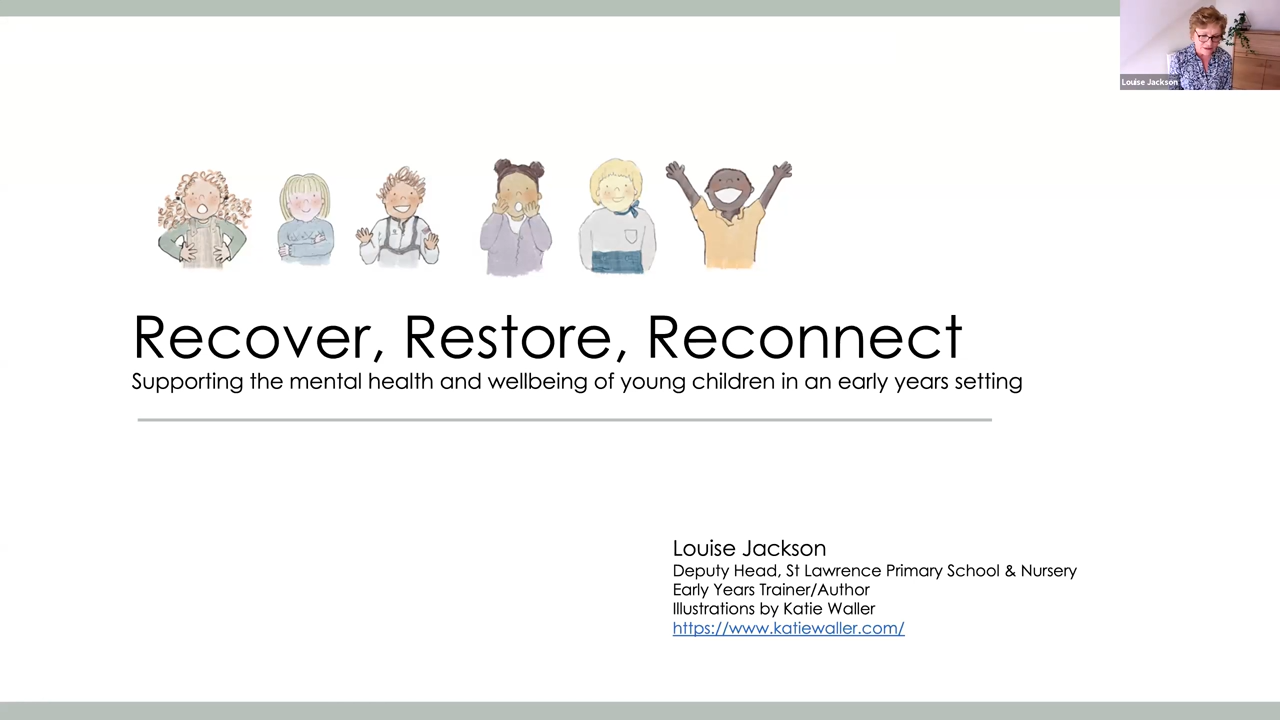 Louise Jackson
Recover, Restore, Reconnect
Supporting the mental health and wellbeing of young children in an early years setting
Louise Jackson
Deputy Head, St Lawrence Primary School & Nursery
Early Years Trainer/Author
Illustrations by Katie Waller
https://www.katiewaller.com/